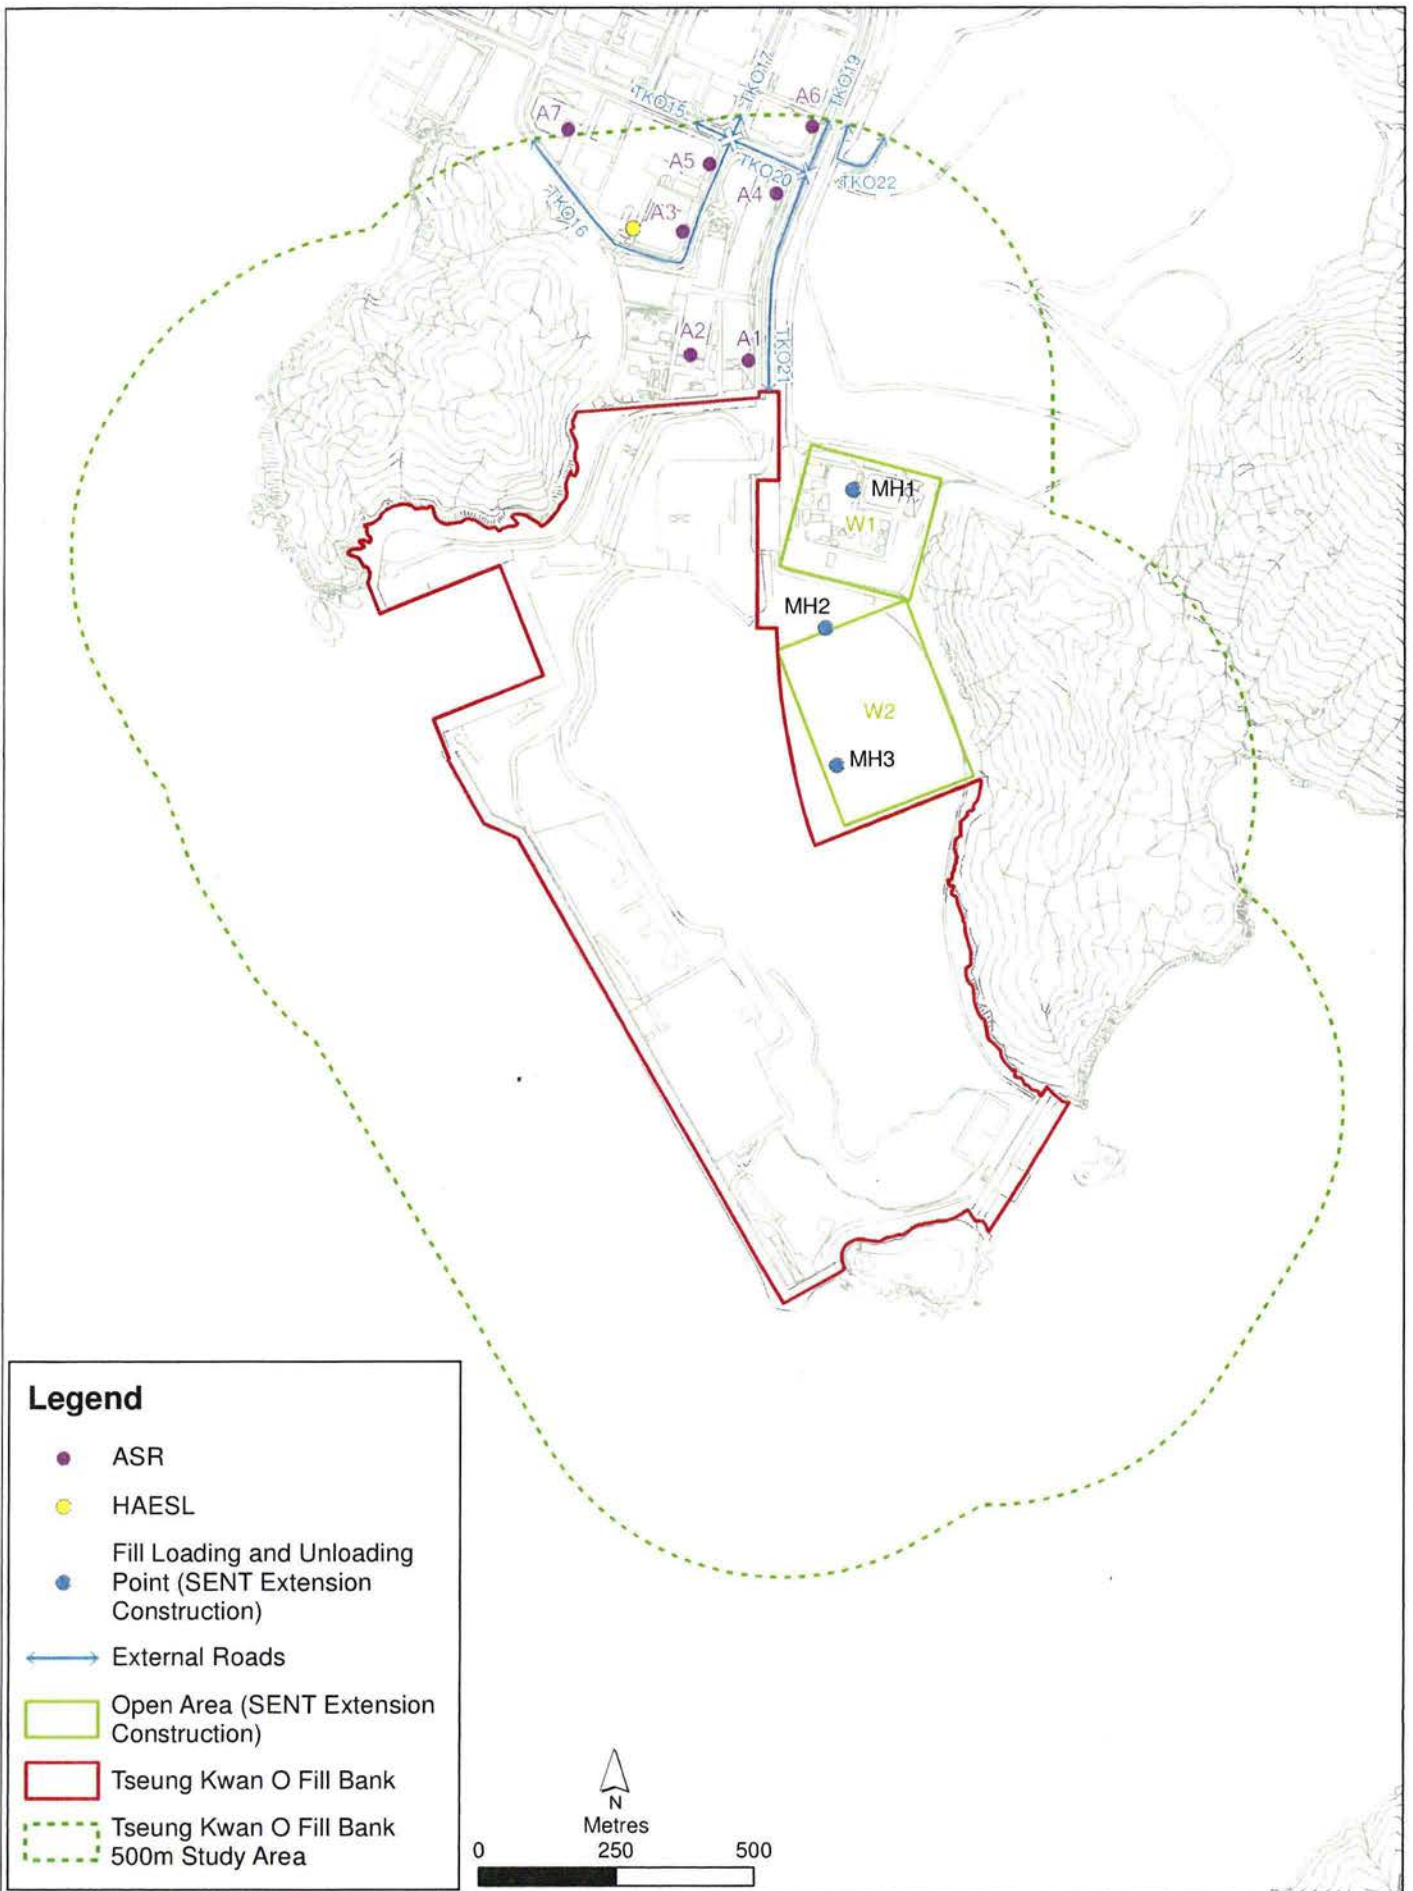 TKO17
TKO19
A6
TKO15
A7
A5
TKO20
TKO22
A4
A3
TKO16
A2
A1
TKO21
MH1
W1
MH2
W2
MH3
Legend
ASR
HAESL
Fill Loading and Unloading
Point (SENT Extension
Construction)
External Roads
Open Area (SENT Extension
Construction)
Tseung Kwan O Fill Bank
Tseung Kwan O Fill Bank
500m Study Area
N
Metres
0 250 500